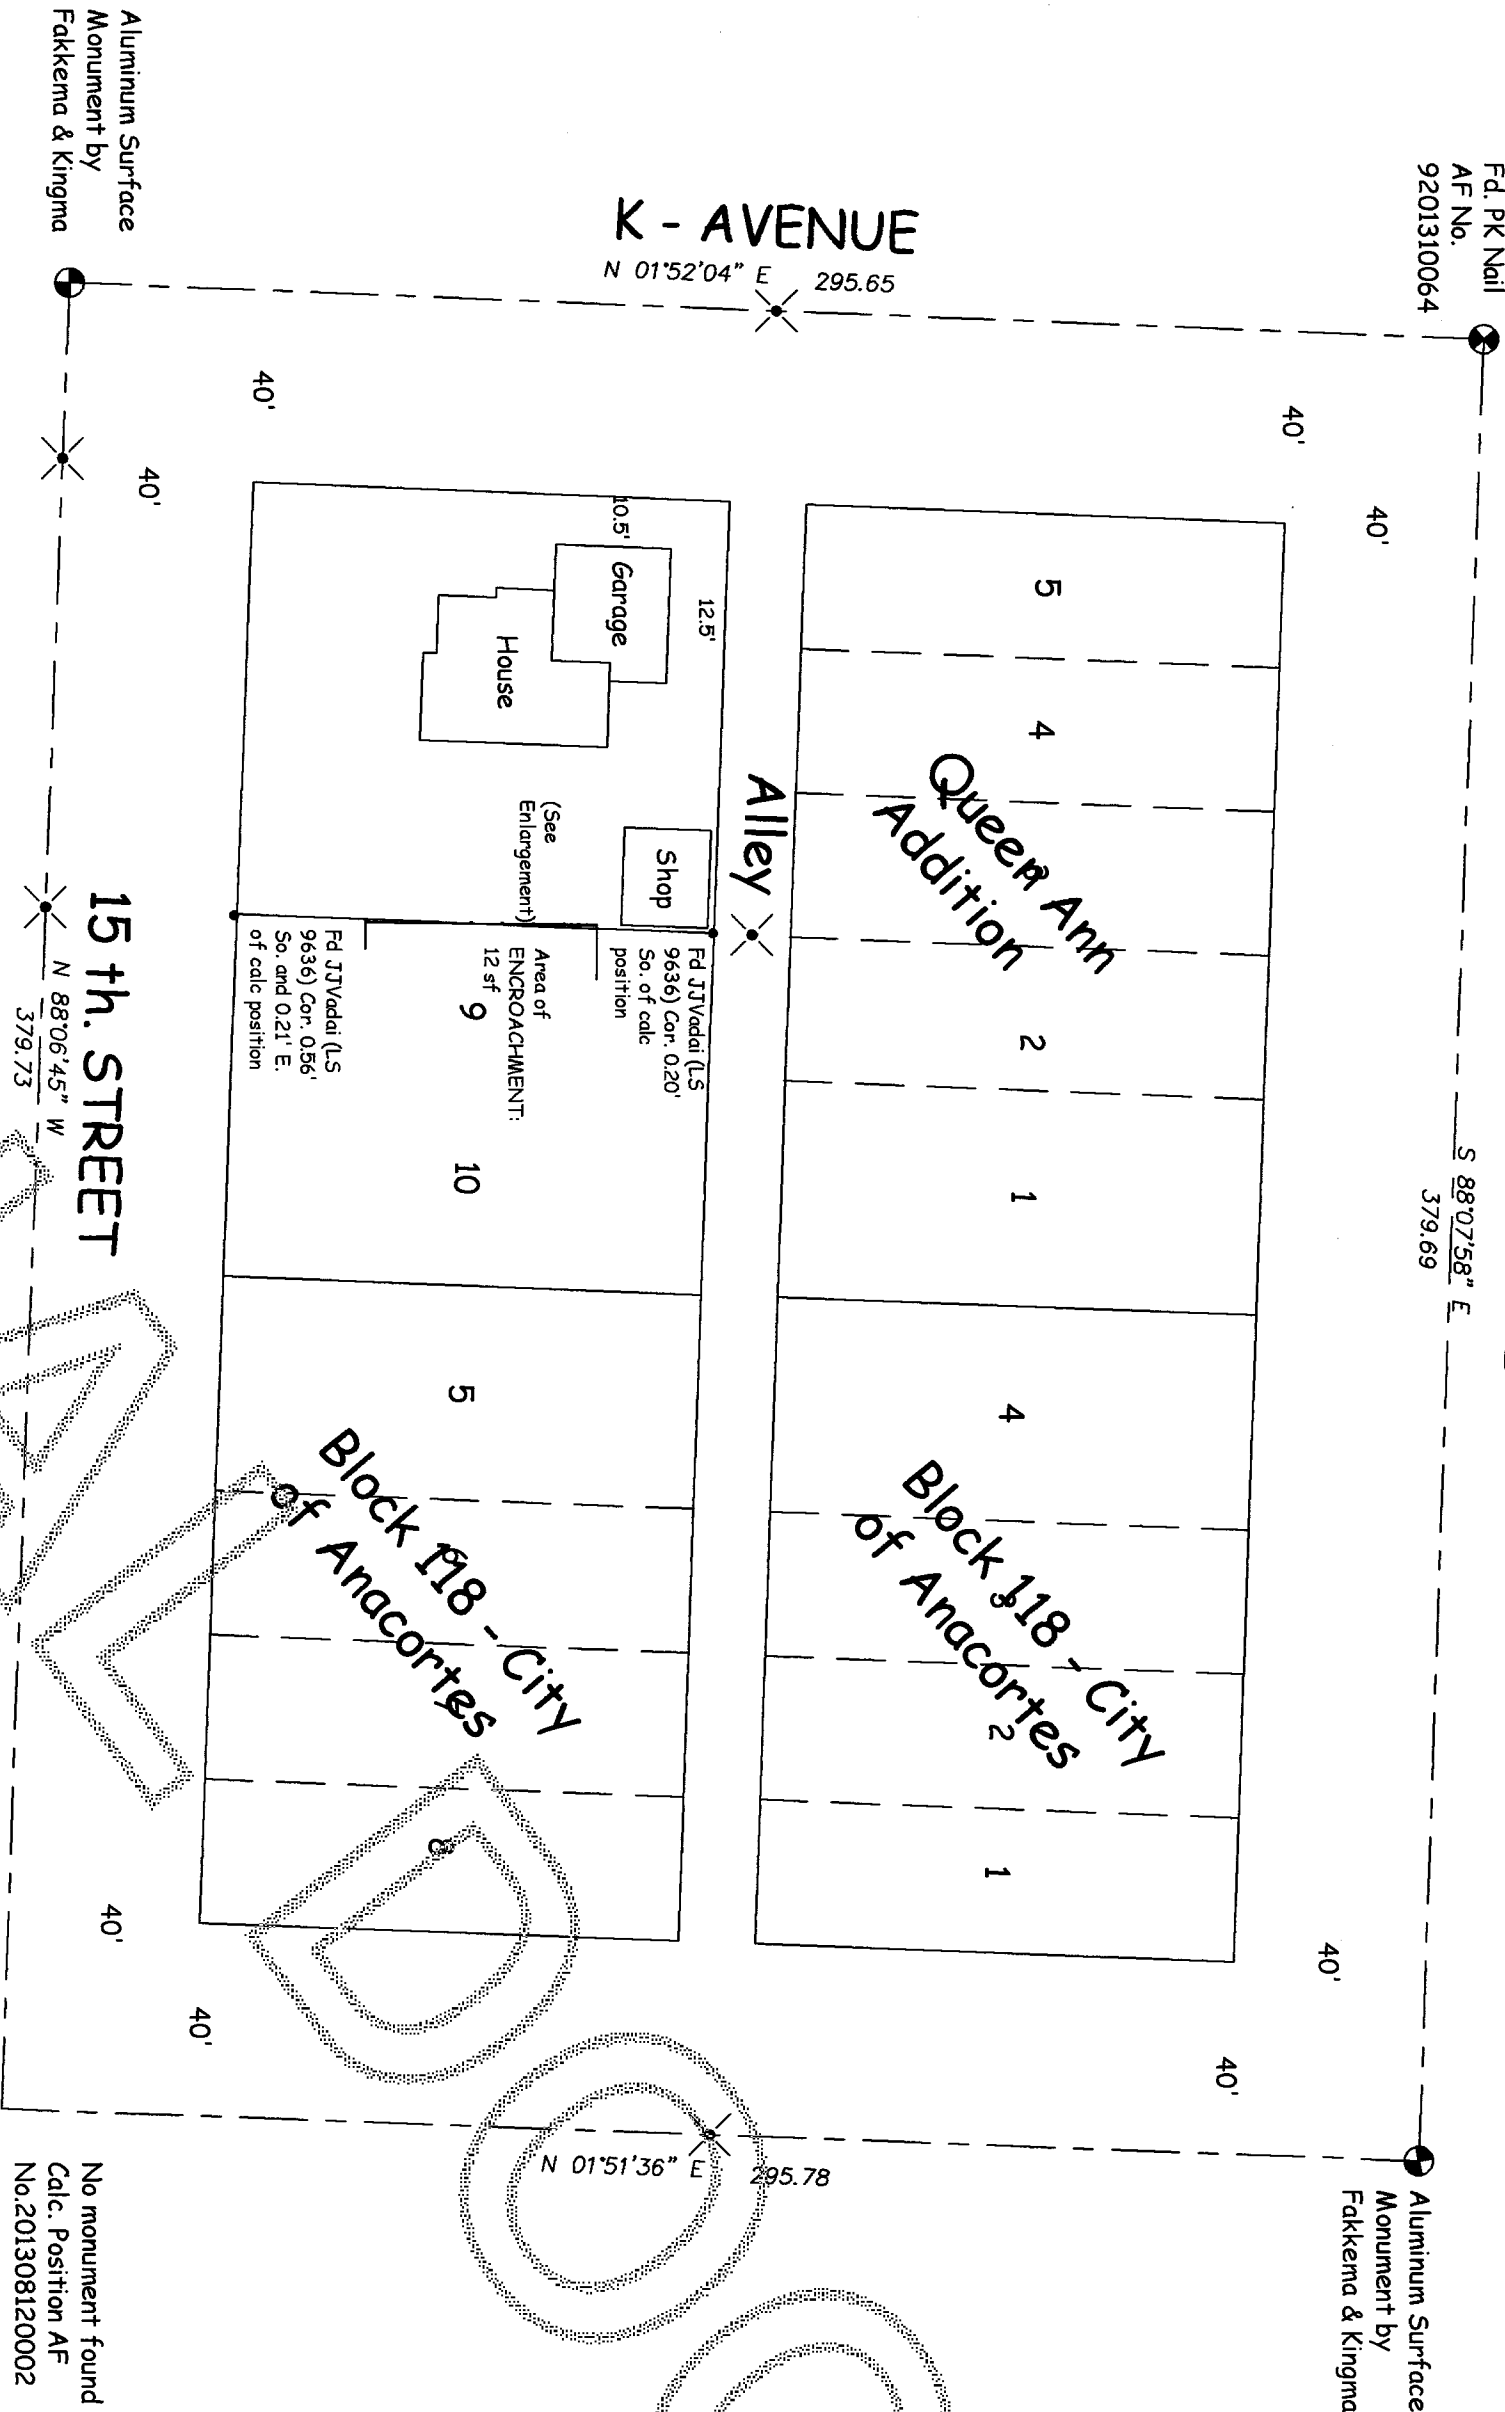 Fd. PK Nail
AF No.
9201310064
S 88°07'58" E
379.69
Aluminum Surface
Monument by
Fakkema & Kingma
40'
40'
40'
40'
5
4
2
1
Queen Ann
Addition
4
2
1
Block 118 - City
of Anacortes
K - AVENUE
N 01°52'04" E 295.65
Alley
12.5'
10.5'
Garage
House
Shop
(See
Enlargement)
Fd JJVadai (LS
9636) Cor. 0.20'
So. of calc
position
Area of
ENCROACHMENT:
12 sf
9
10
Fd JJVadai (LS
9636) Cor. 0.56'
So. and 0.21' E.
of calc position
5
6
8
Block 118 - City
of Anacortes
N 01°51'36" E 295.78
40'
40'
40'
40'
15 th. STREET
N 88°06'45" W
379.73
Aluminum Surface
Monument by
Fakkema & Kingma
No monument found
Calc. Position AF
No.201308120002